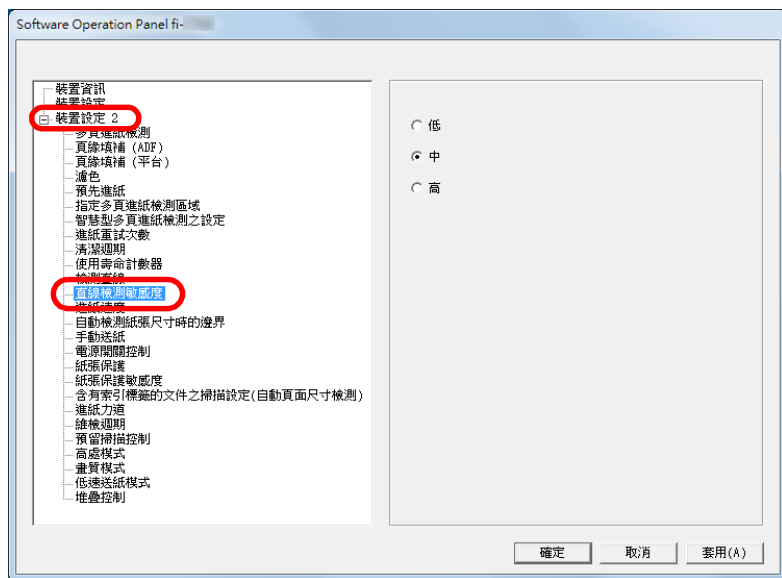 Software Operation Panel fi-
裝置資訊
裝置設定
裝置設定 2
多頁進紙檢測
頁緣填補 (ADF)
頁緣填補 (平台)
濾色
預先進紙
指定多頁進紙檢測區域
智慧型多頁進紙檢測之設定
進紙重試次數
清潔週期
使用壽命計數器
檢測直線
直線檢測敏感度
進紙速度
自動檢測紙張尺寸時的邊界
手動送紙
電源開關控制
紙張保護
紙張保護敏感度
含有索引標籤的文件之掃描設定(自動頁面尺寸檢測)
進紙力道
維檢週期
預留掃描控制
高處模式
畫質模式
低速送紙模式
堆疊控制
低
中
高
確定
取消
套用(A)